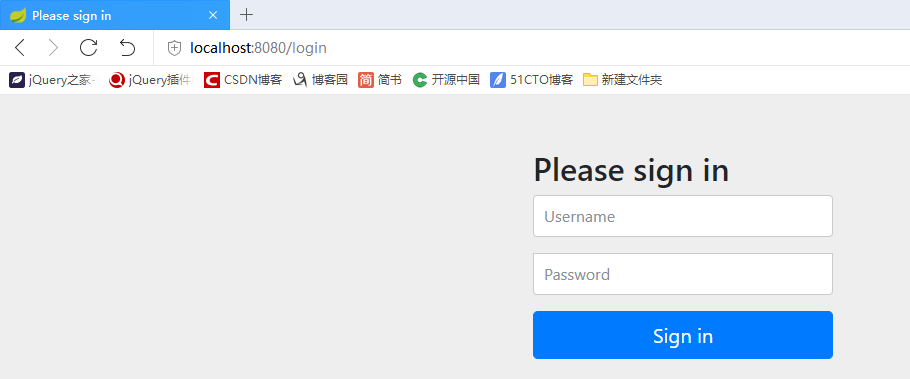 Please sign in
localhost:8080/login
jQuery之家- jQuery插件 CSDN博客 博客园 简书 开源中国 51CTO博客 新建文件夹
Please sign in
Username
Password
Sign in